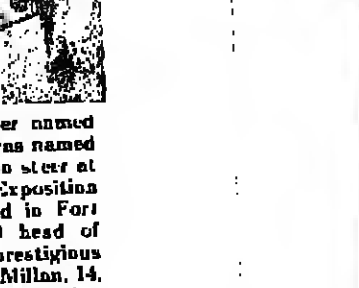 er named
was named
n steer at
Exposition
d in Fort
head of
prestigious
Millan, 14,